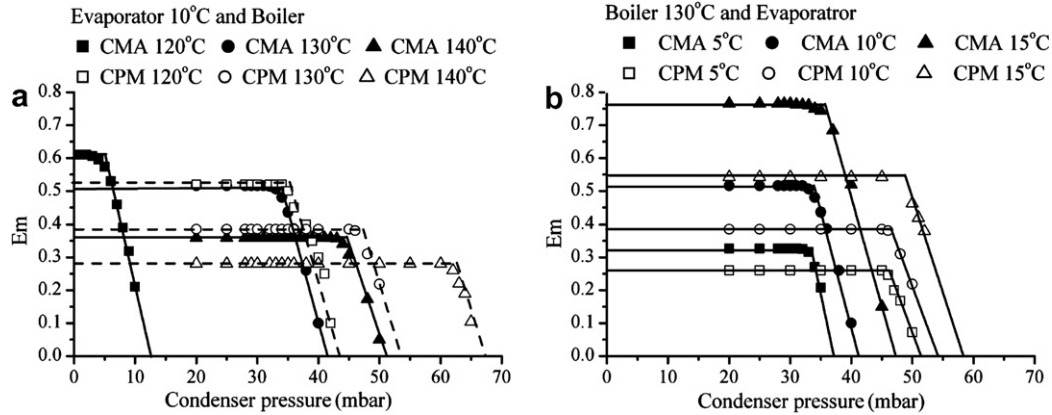 Evaporator 10°C and Boiler
CMA 120°C CMA 130°C CMA 140°C
CPM 120°C CPM 130°C CPM 140°C
a
0.8
0.7
0.6
0.5
0.4
0.3
0.2
0.1
0.0
Em
0 10 20 30 40 50 60 70
Condenser pressure (mbar)
Boiler 130°C and Evaporatror
CMA 5°C CMA 10°C CMA 15°C
CPM 5°C CPM 10°C CPM 15°C
b
0.8
0.7
0.6
0.5
0.4
0.3
0.2
0.1
0.0
Em
0 10 20 30 40 50 60 70
Condenser pressure (mbar)